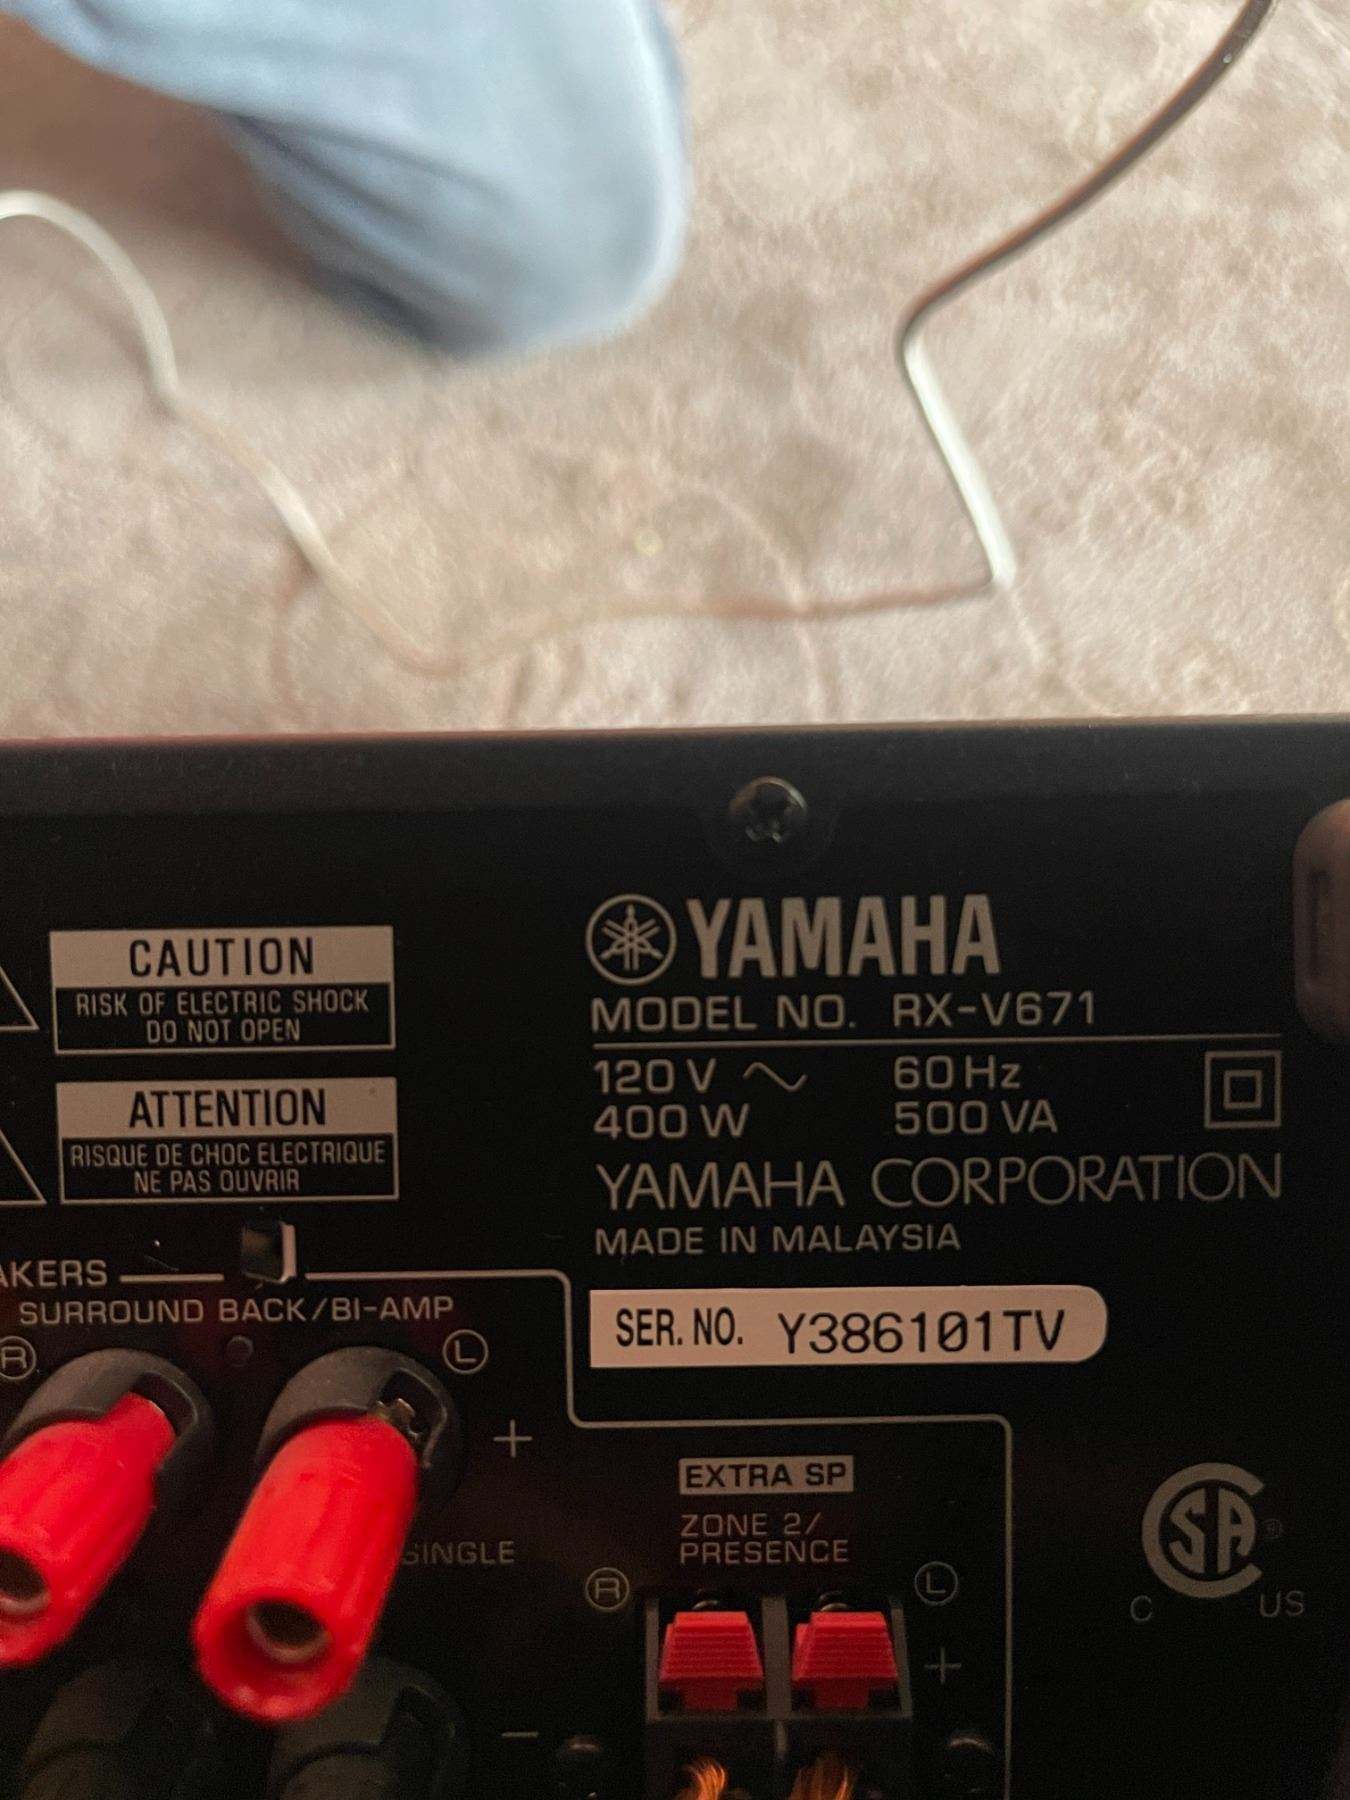 YAMAHA
MODEL NO. RX-V671
120 V 60 Hz
400 W 500 VA
YAMAHA CORPORATION
MADE IN MALAYSIA
SER. NO. Y386101TV
CAUTION
RISK OF ELECTRIC SHOCK
DO NOT OPEN
ATTENTION
RISQUE DE CHOC ELECTRIQUE
NE PAS OUVRIR
AKERS
SURROUND BACK/BI-AMP
R L
+
SINGLE
−
EXTRA SP
ZONE 2/
PRESENCE
R L
+
CSA®
C US